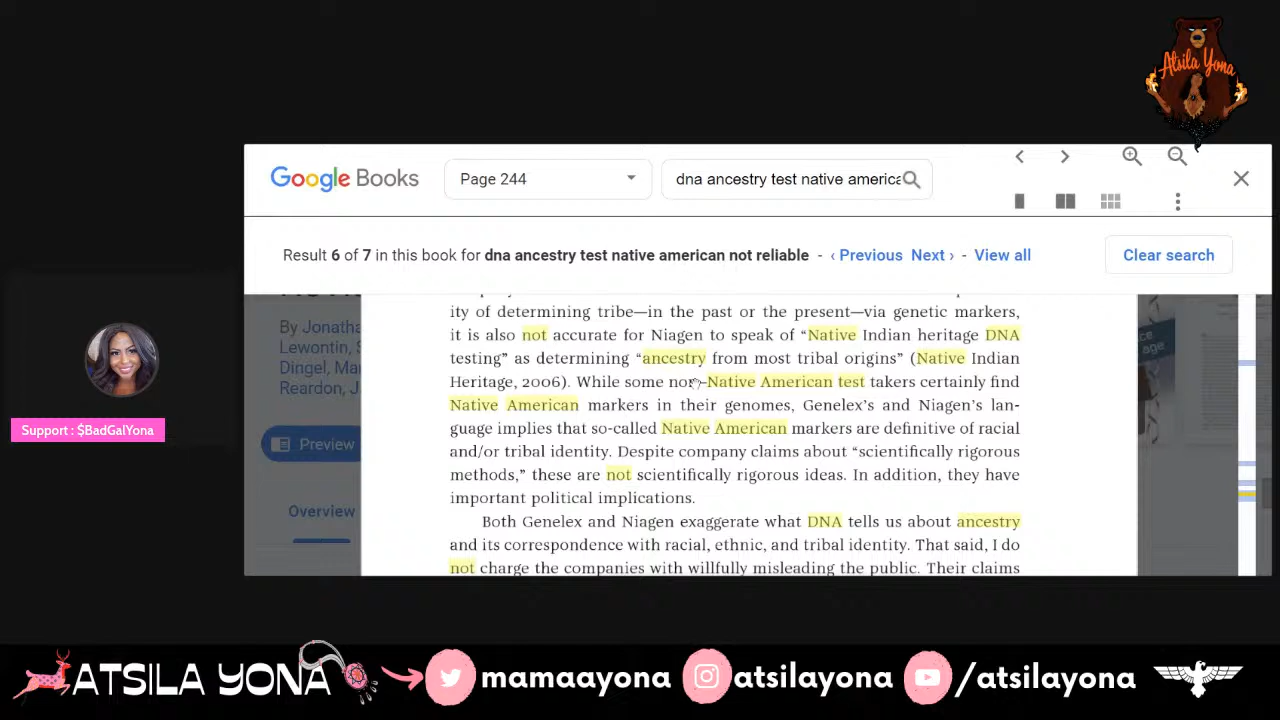 Atsila Yona
Google Books
Page 244
dna ancestry test native america
Result 6 of 7 in this book for dna ancestry test native american not reliable - ‹ Previous Next › - View all
Clear search
By Jonatha
Lewontin, S
Dingel, Mar
Reardon, J
Preview
Overview
ity of determining tribe—in the past or the present—via genetic markers,
it is also not accurate for Niagen to speak of “Native Indian heritage DNA
testing” as determining “ancestry from most tribal origins” (Native Indian
Heritage, 2006). While some non–Native American test takers certainly find
Native American markers in their genomes, Genelex’s and Niagen’s lan-
guage implies that so-called Native American markers are definitive of racial
and/or tribal identity. Despite company claims about “scientifically rigorous
methods,” these are not scientifically rigorous ideas. In addition, they have
important political implications.
Both Genelex and Niagen exaggerate what DNA tells us about ancestry
and its correspondence with racial, ethnic, and tribal identity. That said, I do
not charge the companies with willfully misleading the public. Their claims
Support : $BadGalYona
ATSILA YONA
mamaayona
atsilayona
/atsilayona